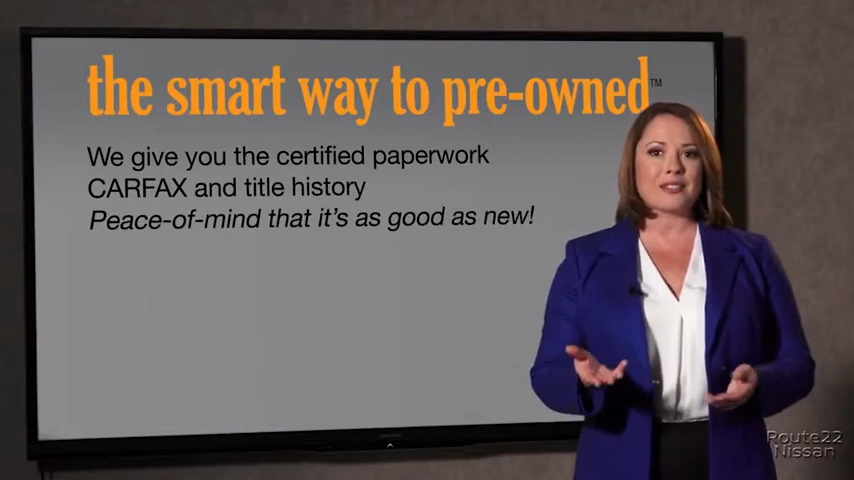 the smart way to pre-owned™
We give you the certified paperwork
CARFAX and title history
Peace-of-mind that it's as good as new!
Route22
Nissan